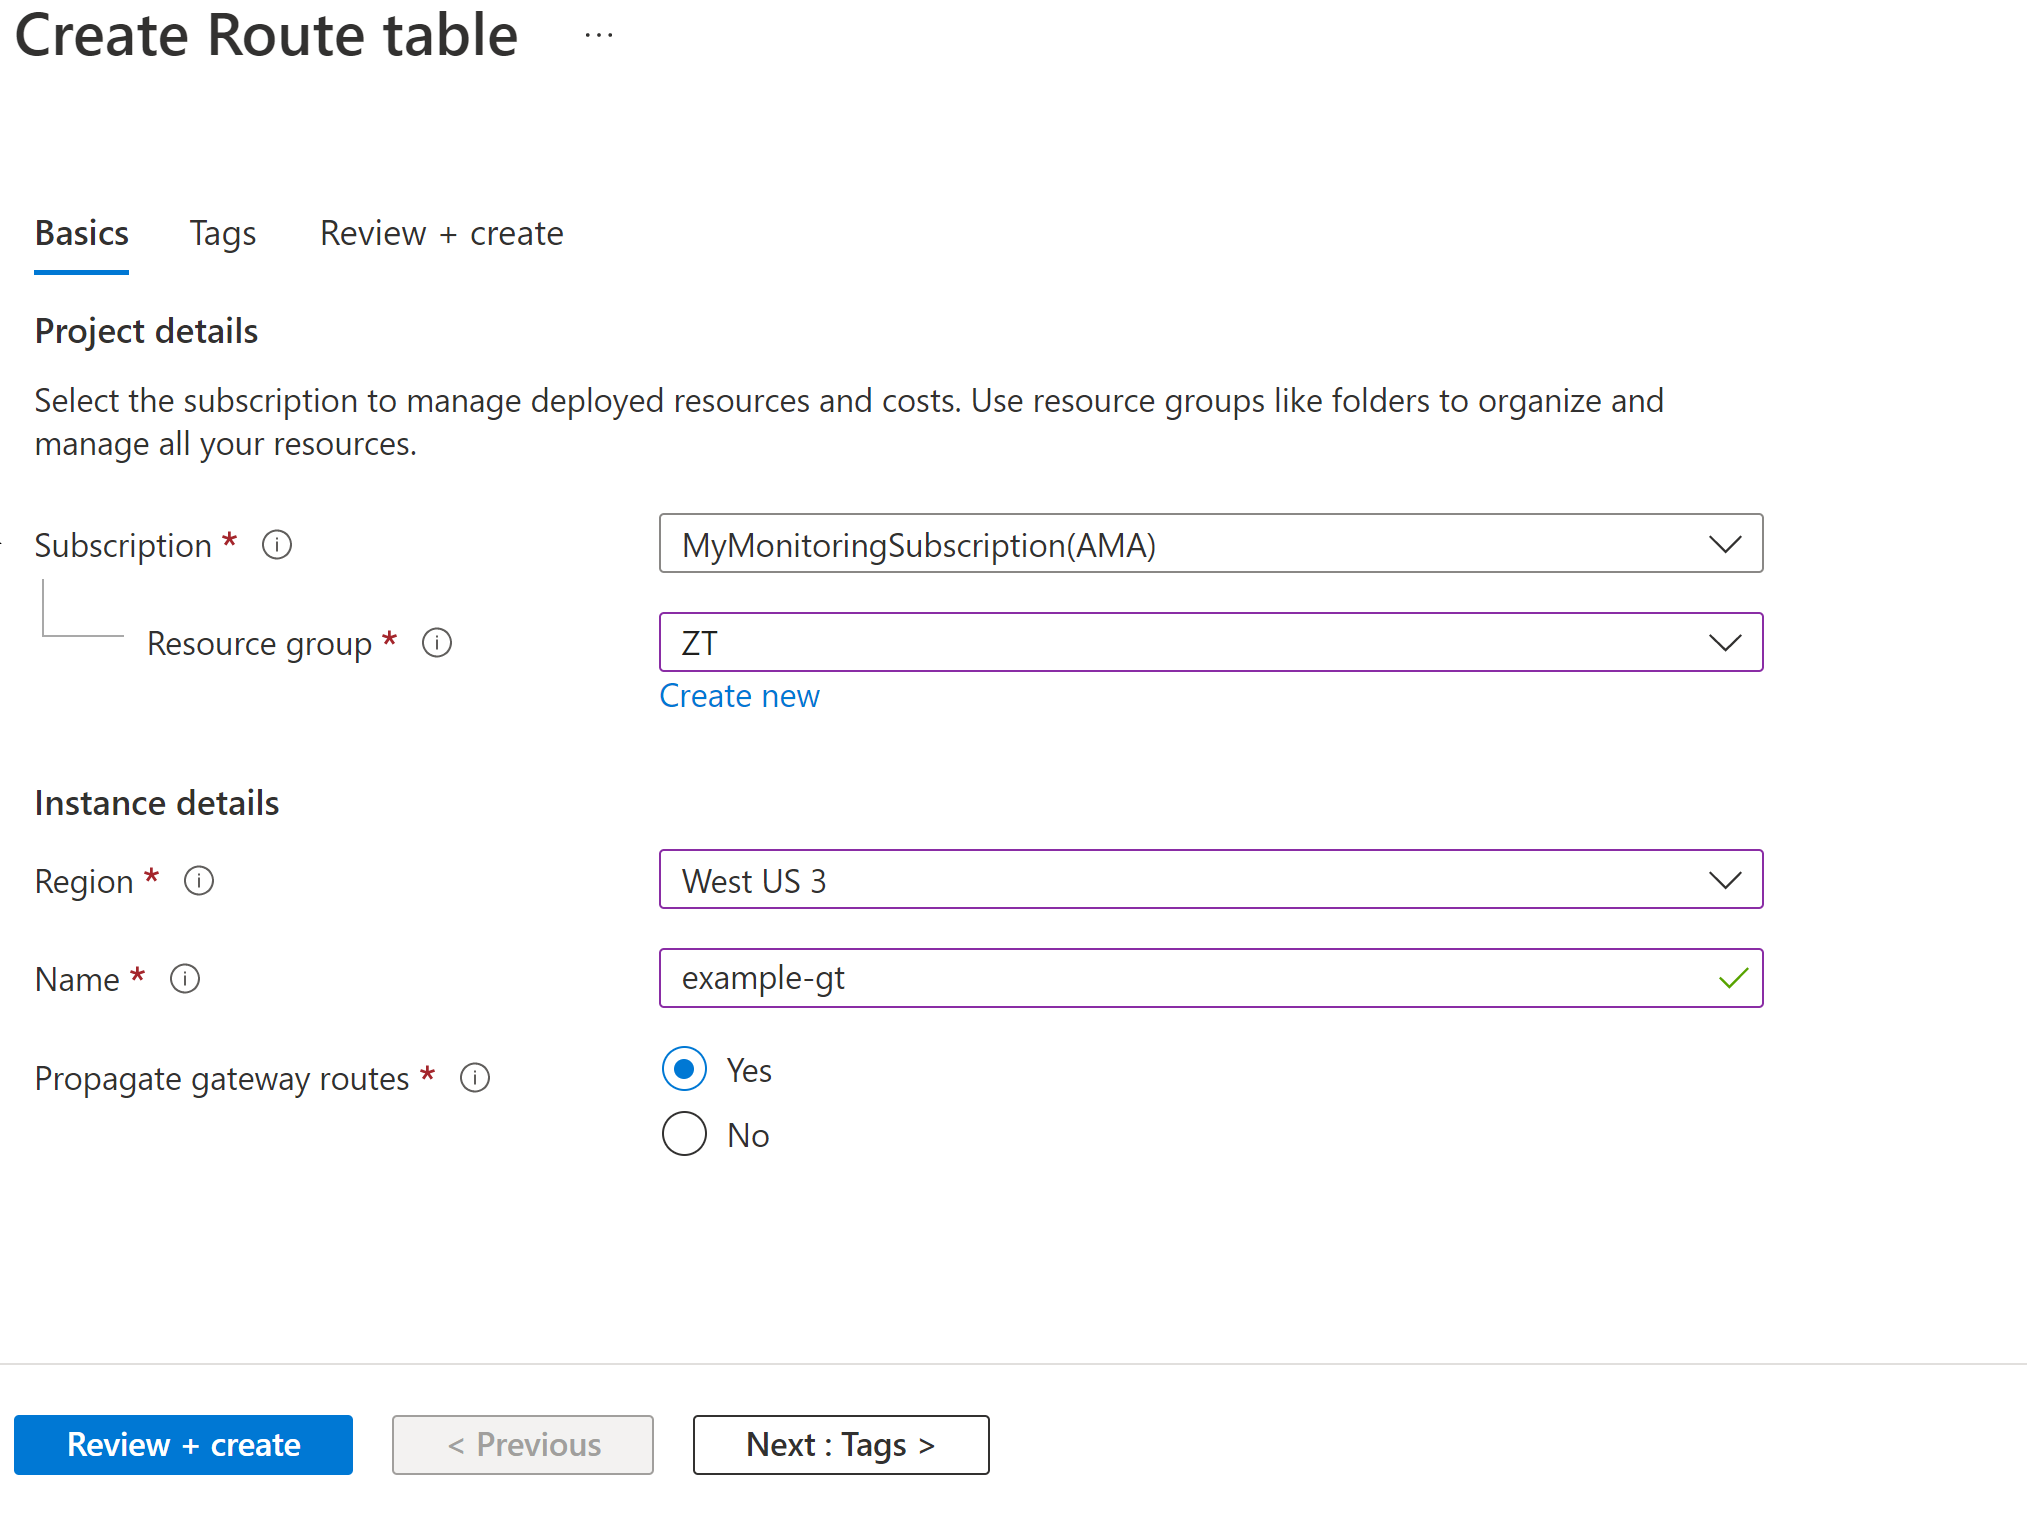 Create Route table ...
Basics Tags Review + create
Project details
Select the subscription to manage deployed resources and costs. Use resource groups like folders to organize and
manage all your resources.
Subscription * MyMonitoringSubscription(AMA)
Resource group * ZT
Create new
Instance details
Region * West US 3
Name * example-gt
Propagate gateway routes * Yes
No
Review + create < Previous Next : Tags >